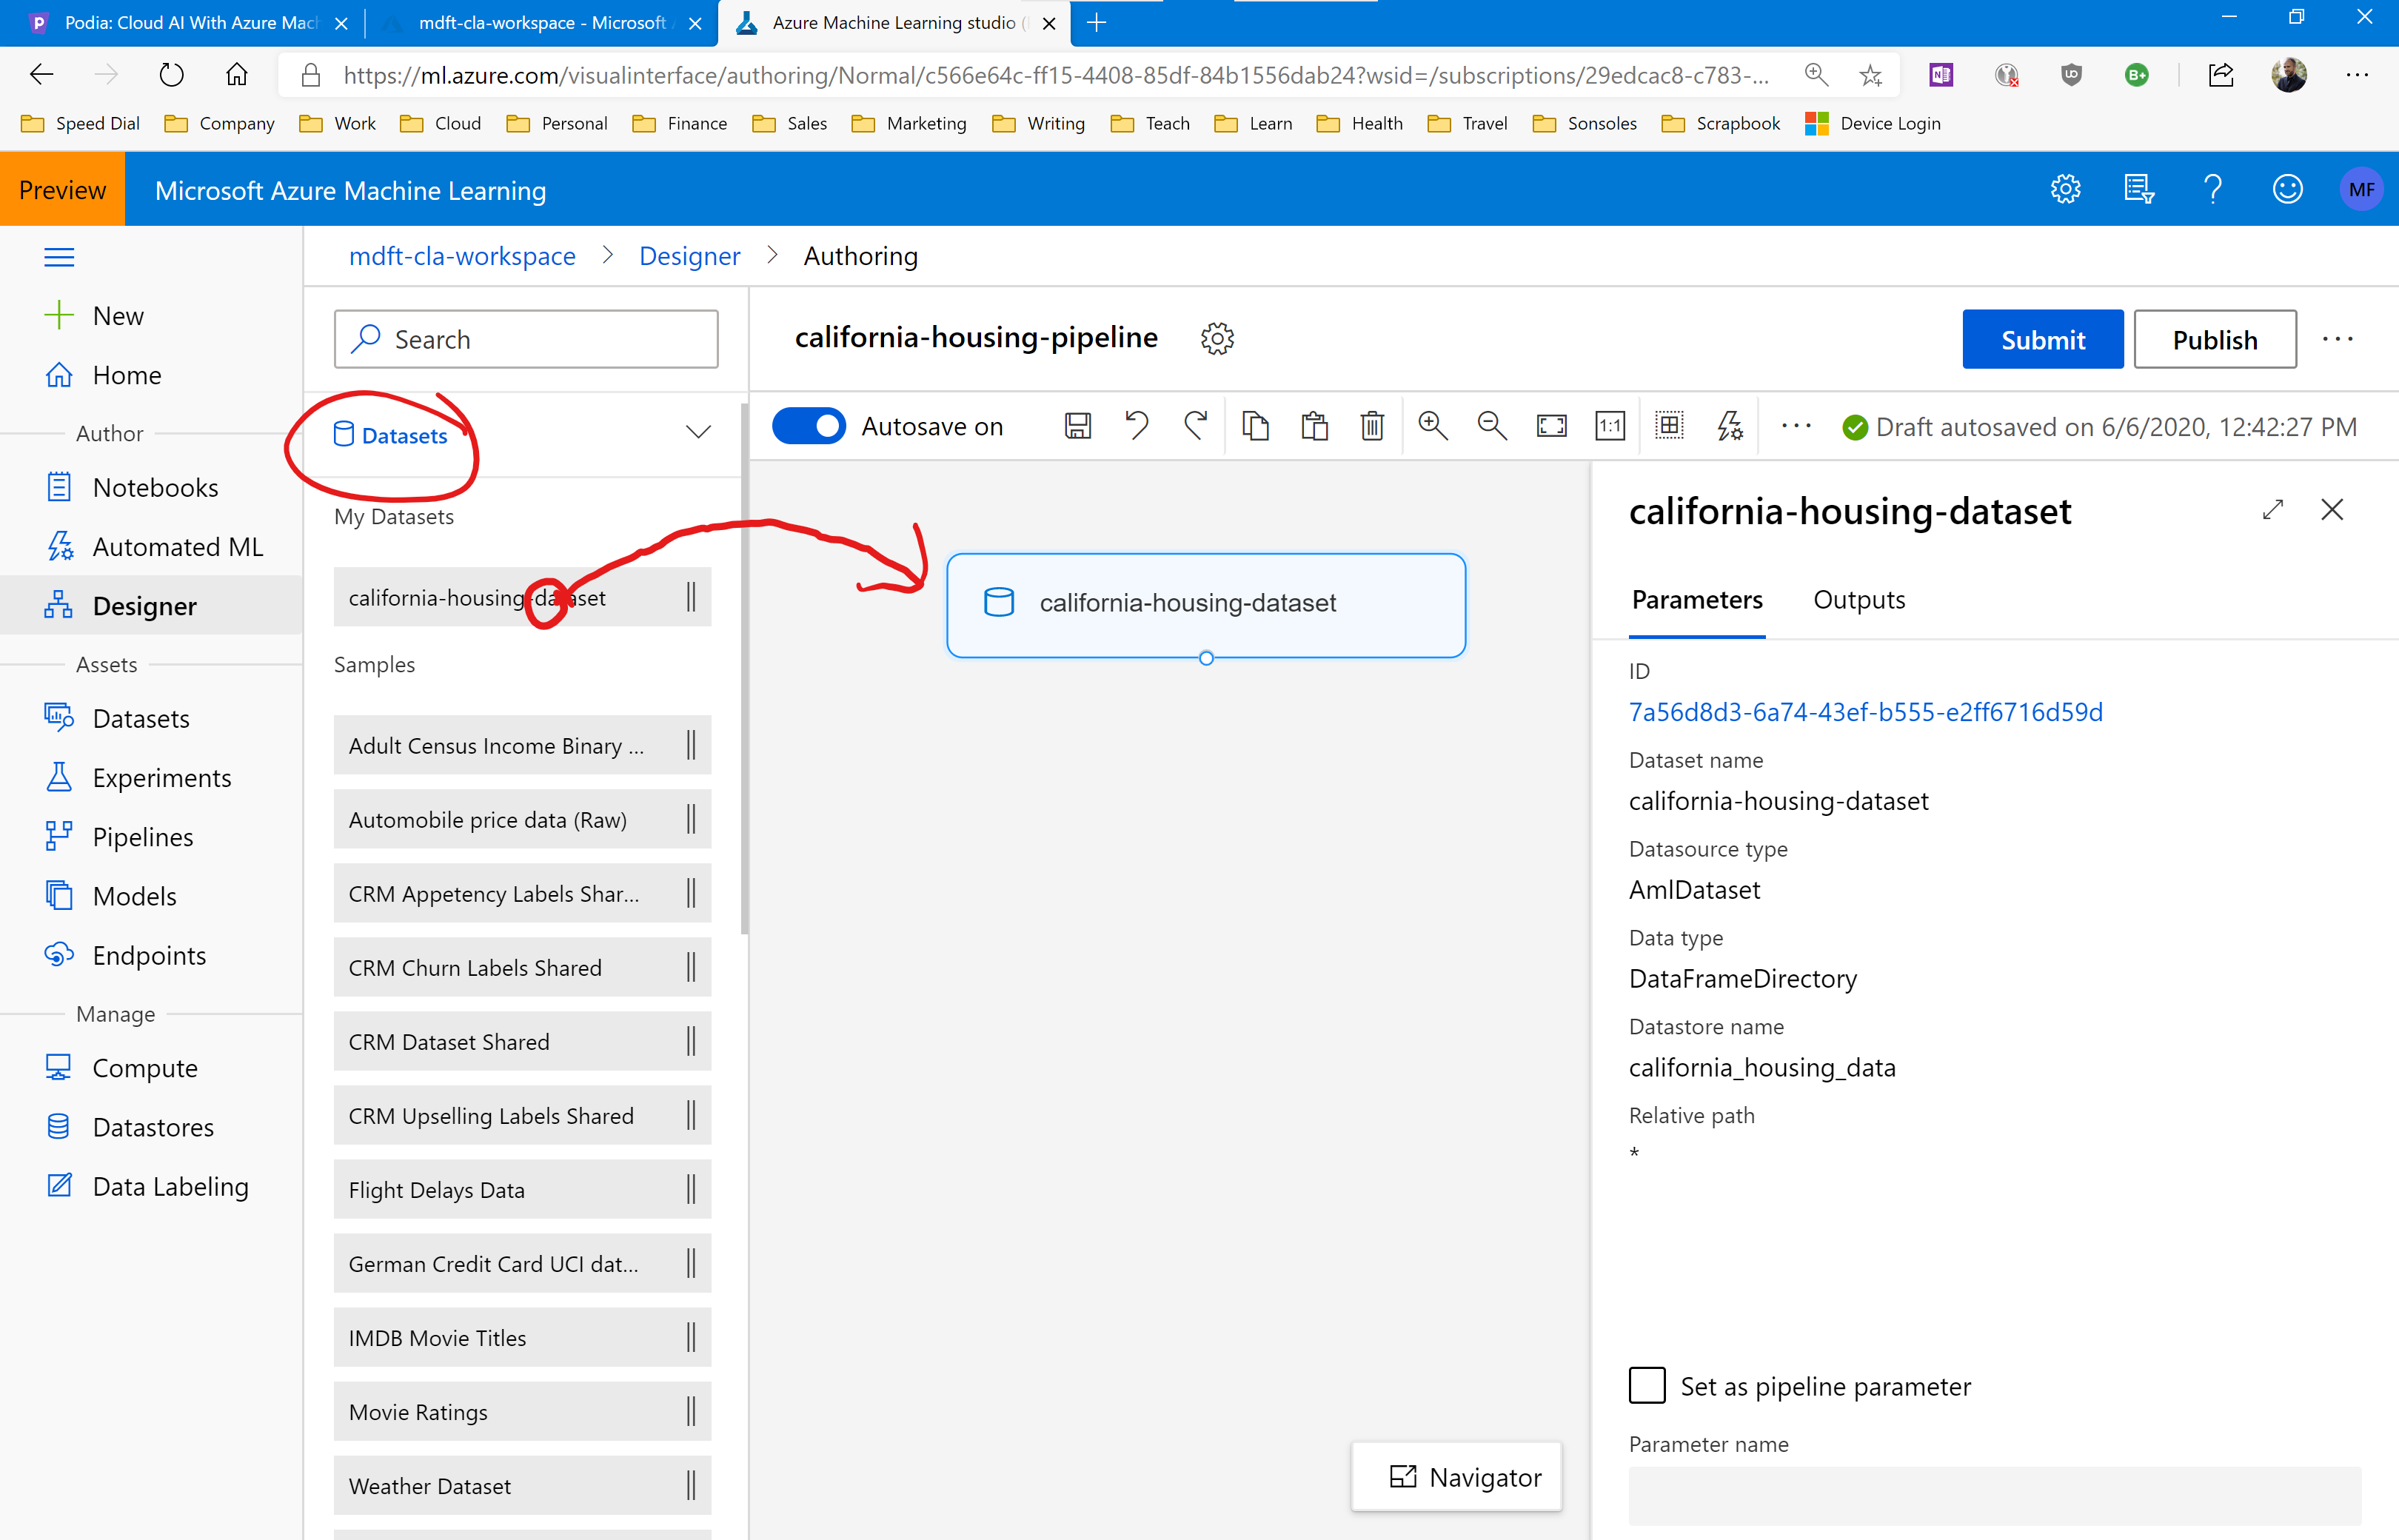 Podia: Cloud AI With Azure Mach
mdft-cla-workspace - Microsoft A
Azure Machine Learning studio (
https://ml.azure.com/visualinterface/authoring/Normal/c566e64c-ff15-4408-85df-84b1556dab24?wsid=/subscriptions/29edcac8-c783-...
Speed Dial Company Work Cloud Personal Finance Sales Marketing Writing Teach Learn Health Travel Sonsoles Scrapbook Device Login
Preview Microsoft Azure Machine Learning MF
mdft-cla-workspace > Designer > Authoring
New
Home
Author
Notebooks
Automated ML
Designer
Assets
Datasets
Experiments
Pipelines
Models
Endpoints
Manage
Compute
Datastores
Data Labeling
Search
Datasets
My Datasets
california-housing-dataset
Samples
Adult Census Income Binary ...
Automobile price data (Raw)
CRM Appetency Labels Shar...
CRM Churn Labels Shared
CRM Dataset Shared
CRM Upselling Labels Shared
Flight Delays Data
German Credit Card UCI dat...
IMDB Movie Titles
Movie Ratings
Weather Dataset
california-housing-pipeline
Submit Publish
Autosave on 1:1 Draft autosaved on 6/6/2020, 12:42:27 PM
california-housing-dataset
Navigator
california-housing-dataset
Parameters Outputs
ID
7a56d8d3-6a74-43ef-b555-e2ff6716d59d
Dataset name
california-housing-dataset
Datasource type
AmlDataset
Data type
DataFrameDirectory
Datastore name
california_housing_data
Relative path
*
Set as pipeline parameter
Parameter name